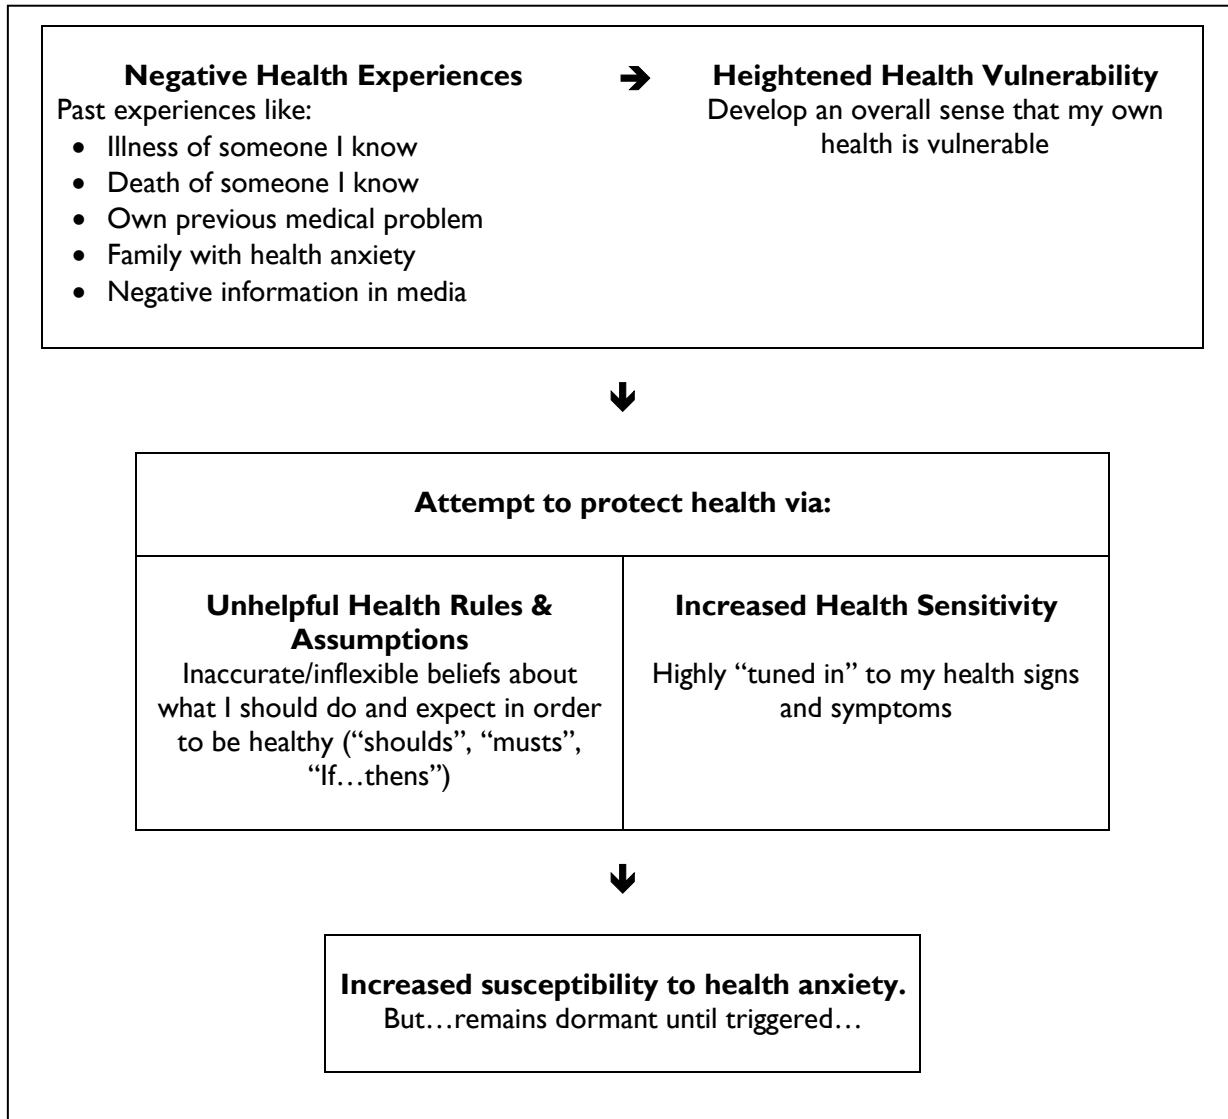 Negative Health Experiences
Past experiences like:
• Illness of someone I know
• Death of someone I know
• Own previous medical problem
• Family with health anxiety
• Negative information in media
➔
Heightened Health Vulnerability
Develop an overall sense that my own
health is vulnerable
Attempt to protect health via:
Unhelpful Health Rules &
Assumptions
Inaccurate/inflexible beliefs about
what I should do and expect in order
to be healthy (“shoulds”, “musts”,
“If…thens”)
Increased Health Sensitivity
Highly “tuned in” to my health signs
and symptoms
Increased susceptibility to health anxiety.
But…remains dormant until triggered…